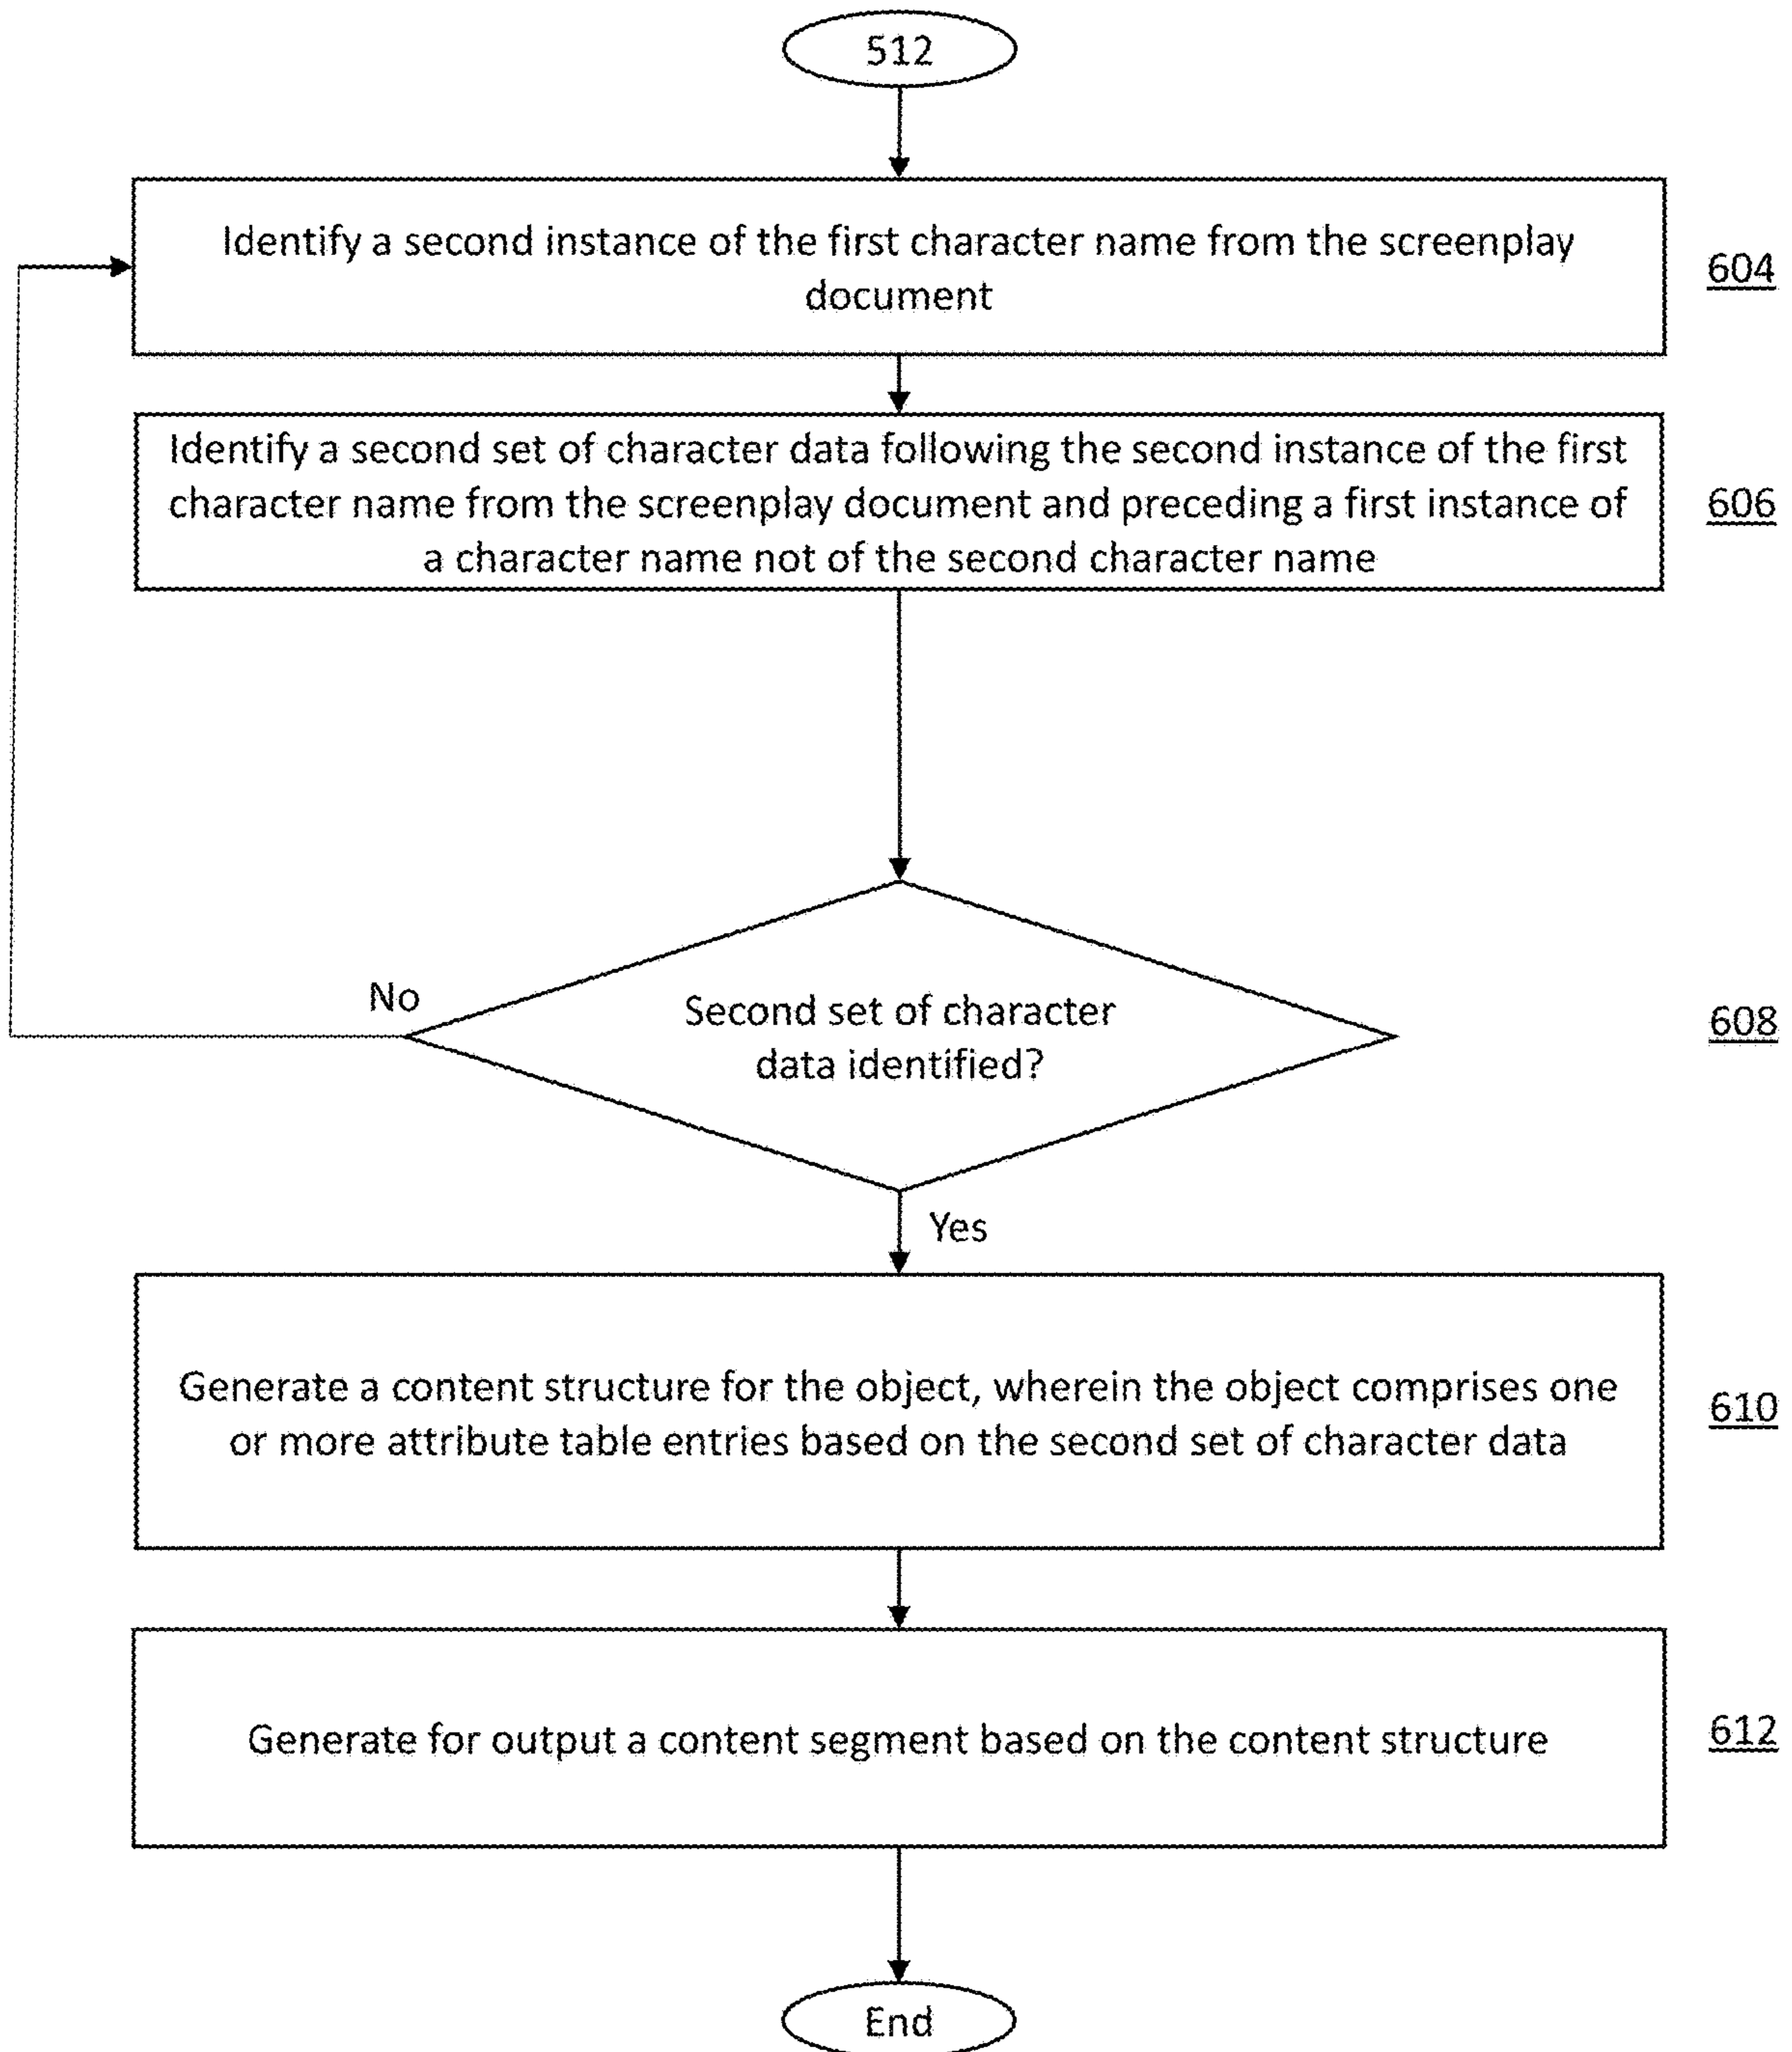 512
Identify a second instance of the first character name from the screenplay
document
604
Identify a second set of character data following the second instance of the first
character name from the screenplay document and preceding a first instance of
a character name not of the second character name
606
No
Second set of character
data identified?
608
Yes
Generate a content structure for the object, wherein the object comprises one
or more attribute table entries based on the second set of character data
610
Generate for output a content segment based on the content structure
612
End